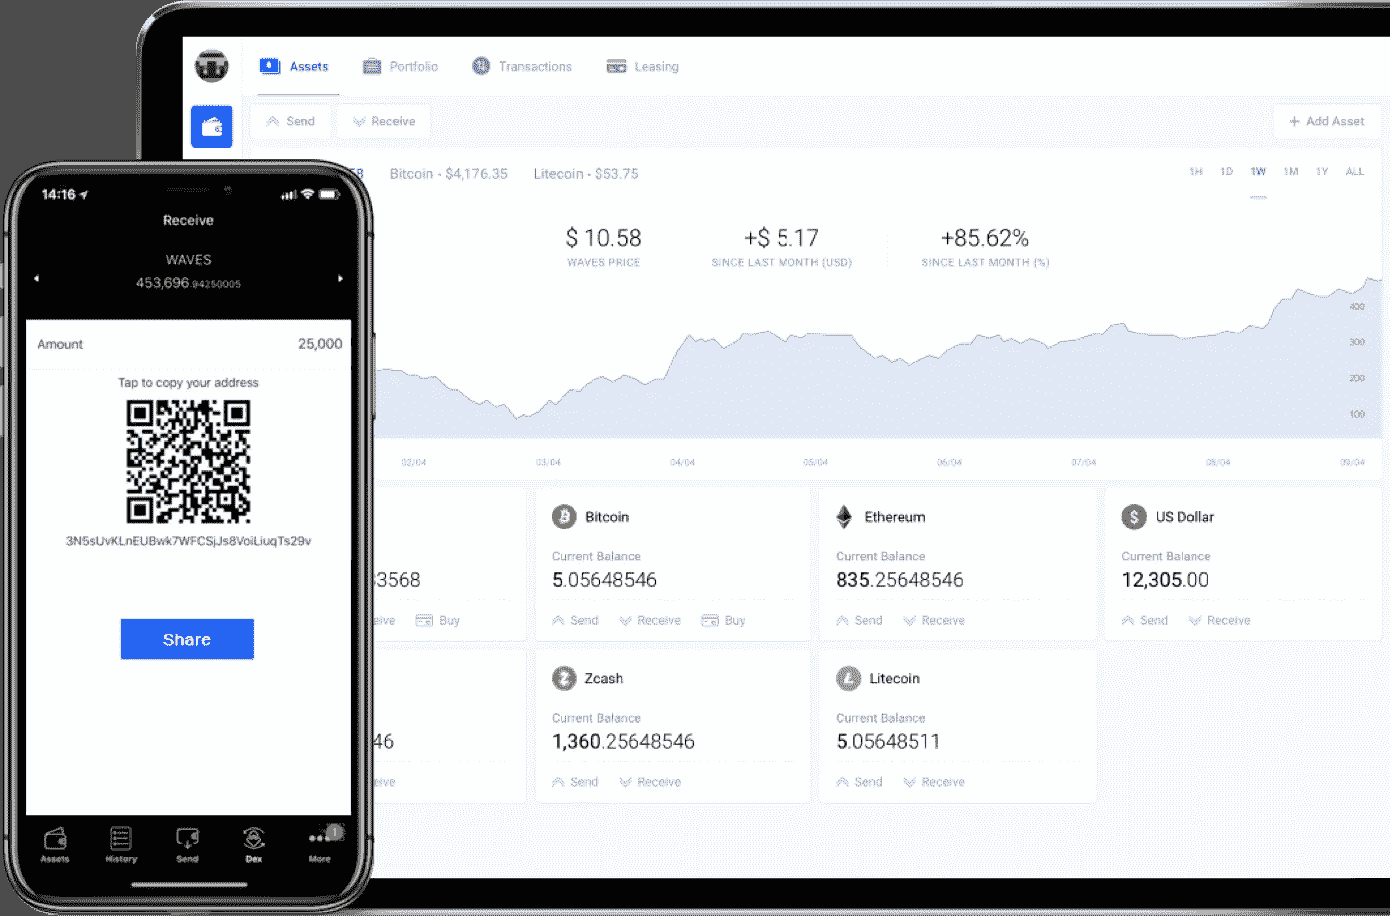 Assets Portfolio Transactions Leasing
Send Receive + Add Asset
Bitcoin - $4,176.35 Litecoin - $53.75 1H 1D 1W 1M 1Y ALL
$ 10.58 +$ 5.17 +85.62%
WAVES PRICE SINCE LAST MONTH (USD) SINCE LAST MONTH (%)
400
300
200
100
02/04 03/04 04/04 05/04 06/04 07/04 08/04 09/04
Bitcoin Ethereum US Dollar
Current Balance Current Balance Current Balance
3568 5.05648546 835.25648546 12,305.00
Buy Send Receive Buy Send Receive Send Receive
Zcash Litecoin
Current Balance Current Balance
46 1,360.25648546 5.05648511
Send Receive Send Receive
14:16
Receive
WAVES
453,696.94250005
Amount 25,000
Tap to copy your address
3N5sUvKLnEUBwk7WFCSjJs8VoiLiuqTs29v
Share
1
Assets History Send Dex More